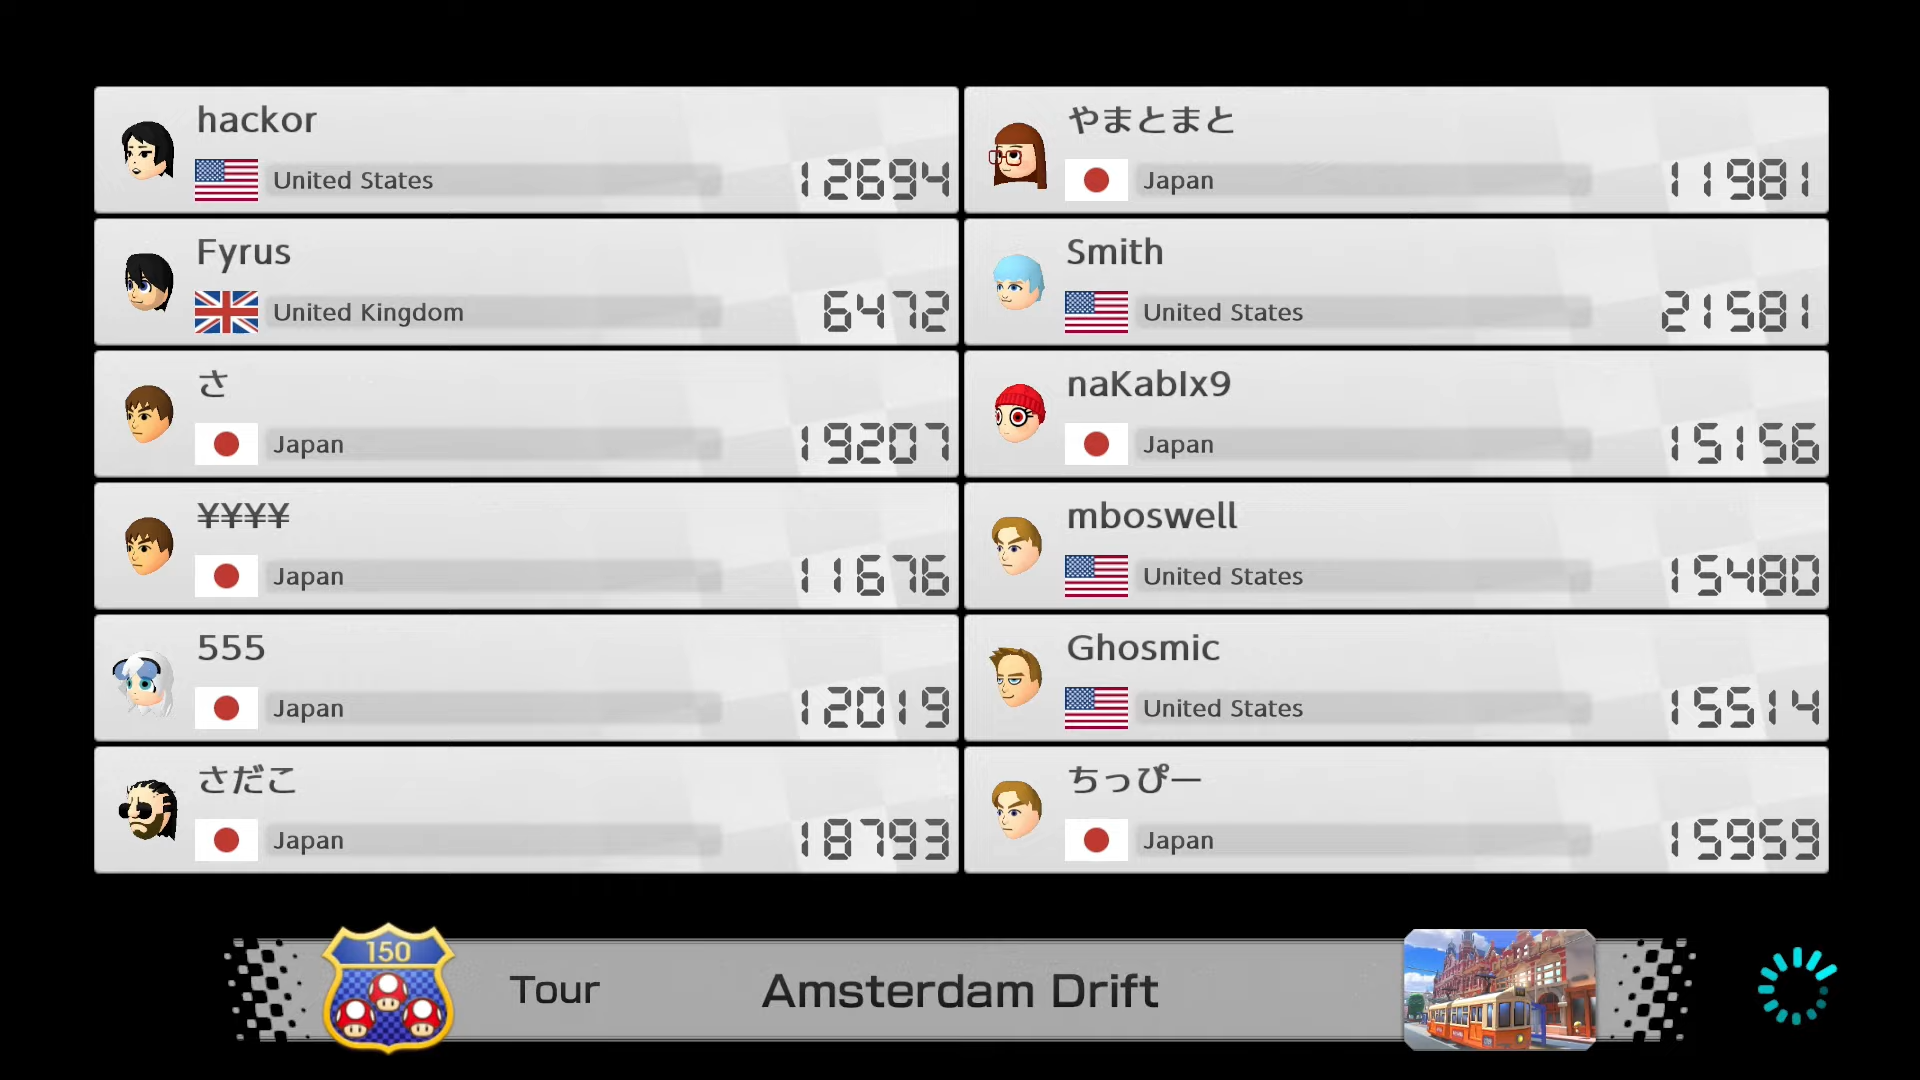 hackor
United States 12694
Fyrus
United Kingdom 6472
さ
Japan 19207
¥¥¥¥
Japan 11676
555
Japan 12019
さだこ
Japan 18793
やまとまと
Japan 11981
Smith
United States 21581
naKabIx9
Japan 15156
mboswell
United States 15480
Ghosmic
United States 15514
ちっぴー
Japan 15959
150 Tour Amsterdam Drift